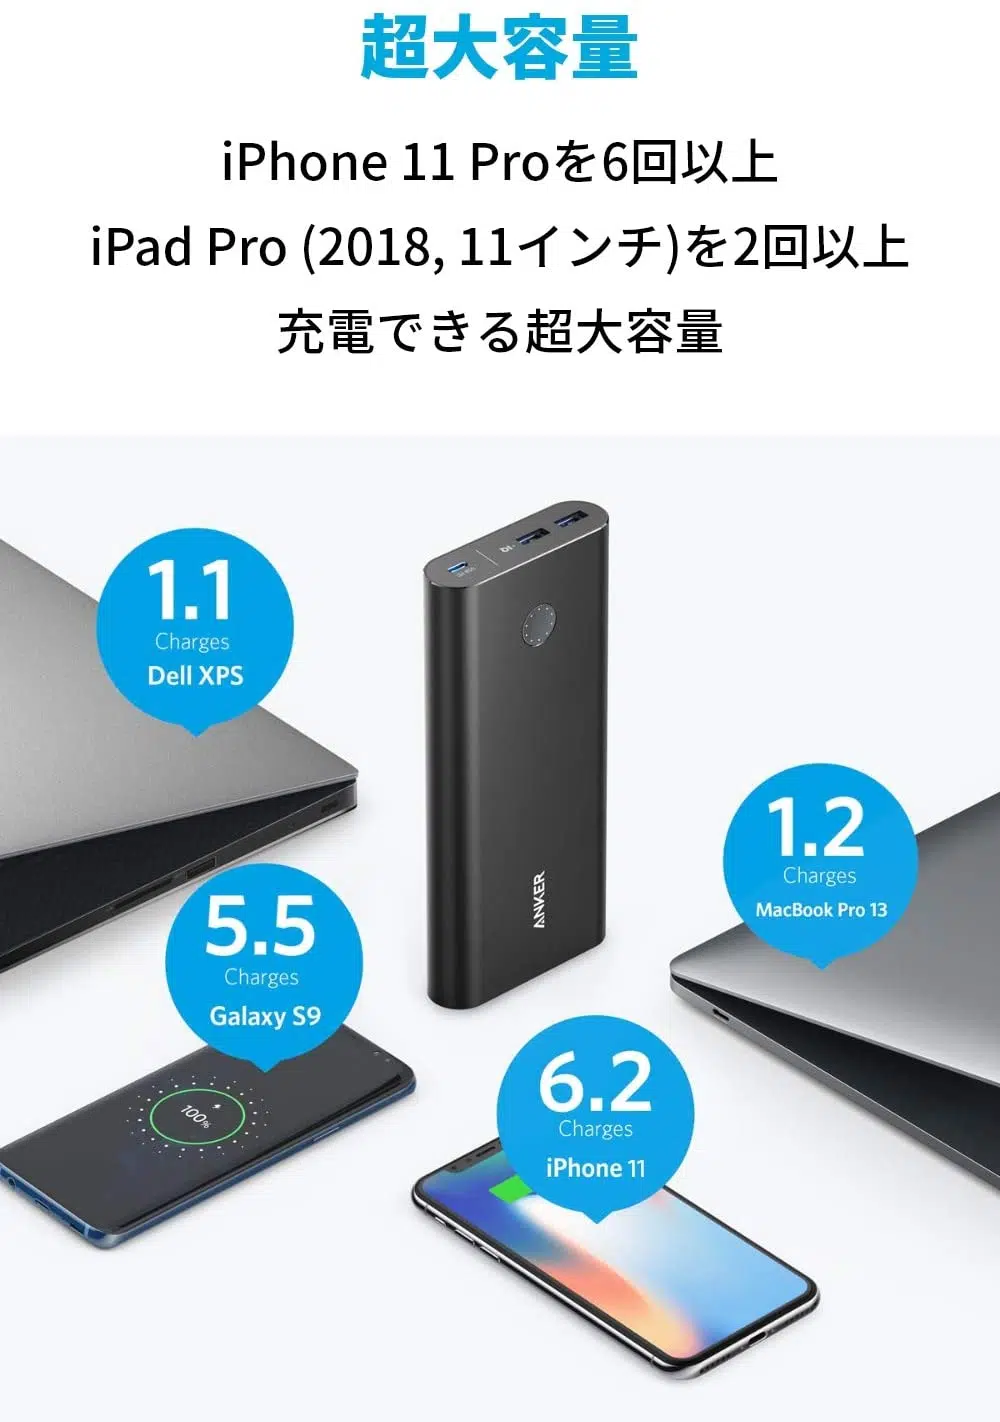 超大容量
iPhone 11 Proを6回以上
iPad Pro (2018, 11インチ)を2回以上
充電できる超大容量
1.1
Charges
Dell XPS
1.2
Charges
MacBook Pro 13
ANKER
5.5
Charges
Galaxy S9
100%
6.2
Charges
iPhone 11